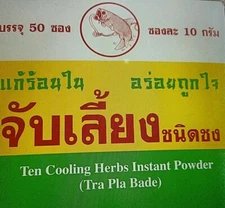 บรรจุ 50 ซอง ซองละ 10 กรัม
แก้ร้อนใน อร่อยถูกใจ
จับเลี้ยงชนิดชง
Ten Cooling Herbs Instant Powder
(Tra Pla Bade)